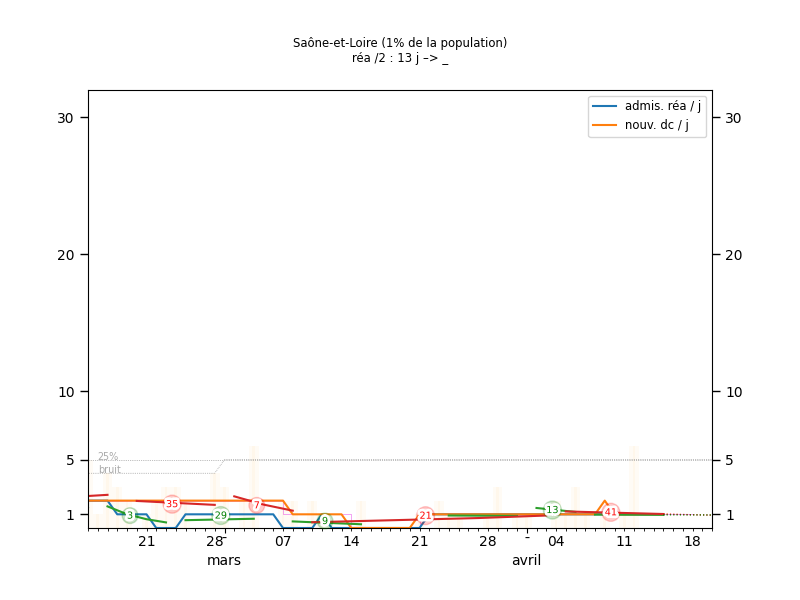 Saône-et-Loire (1% de la population)
réa /2 : 13 j –> _
admis. réa / j
nouv. dc / j
30 30
20 20
10 10
5 5
1 1
25%
bruit
3 35 29 7 9 21 13 41
21 28 07 14 21 28 - 04 11 18
mars avril